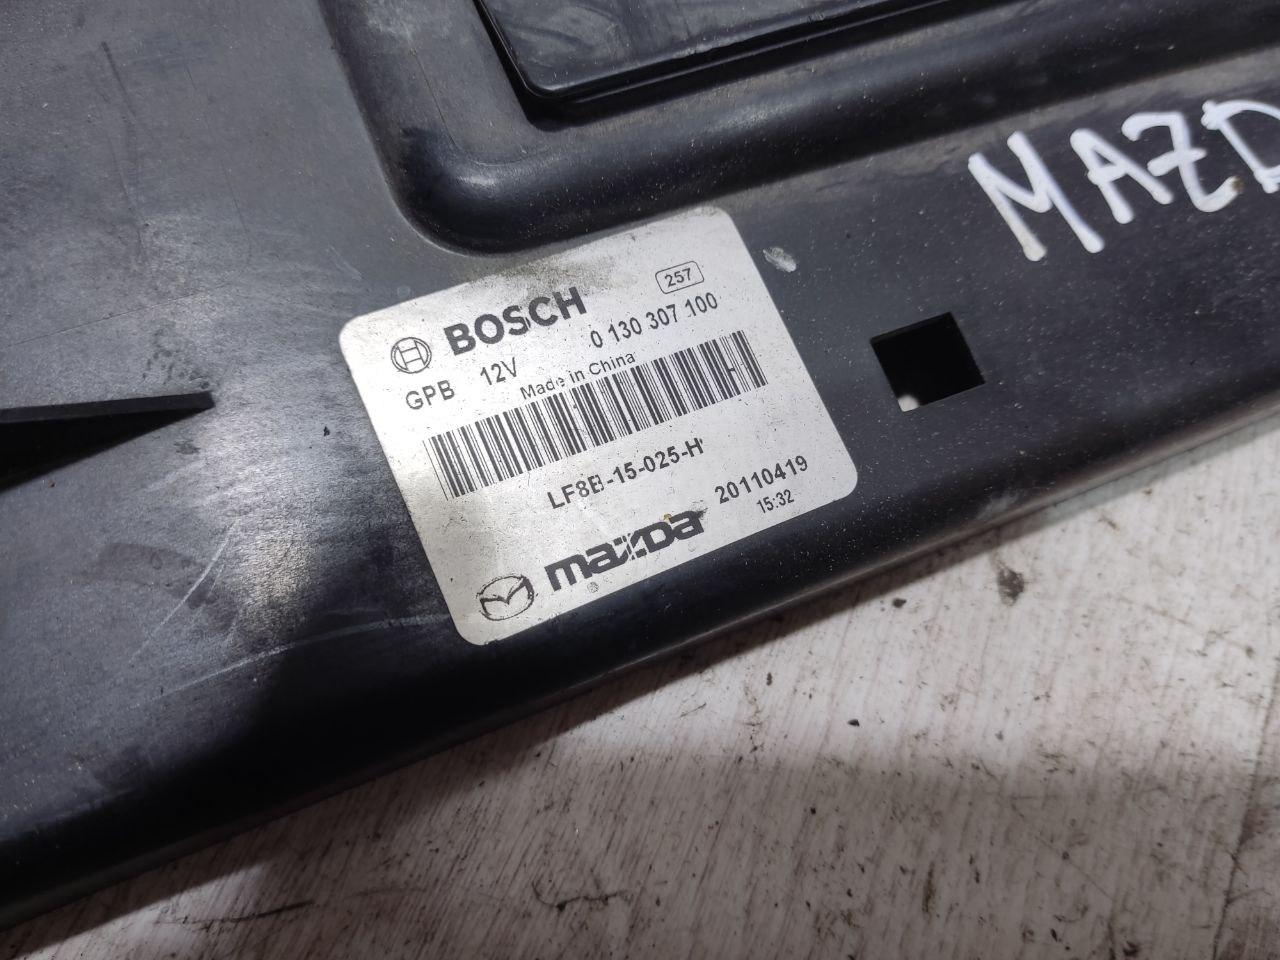 MAZD
257
BOSCH
0 130 307 100
GPB 12V
Made in China
H
LF8B-15-025-H
20110419
15:32
mazda